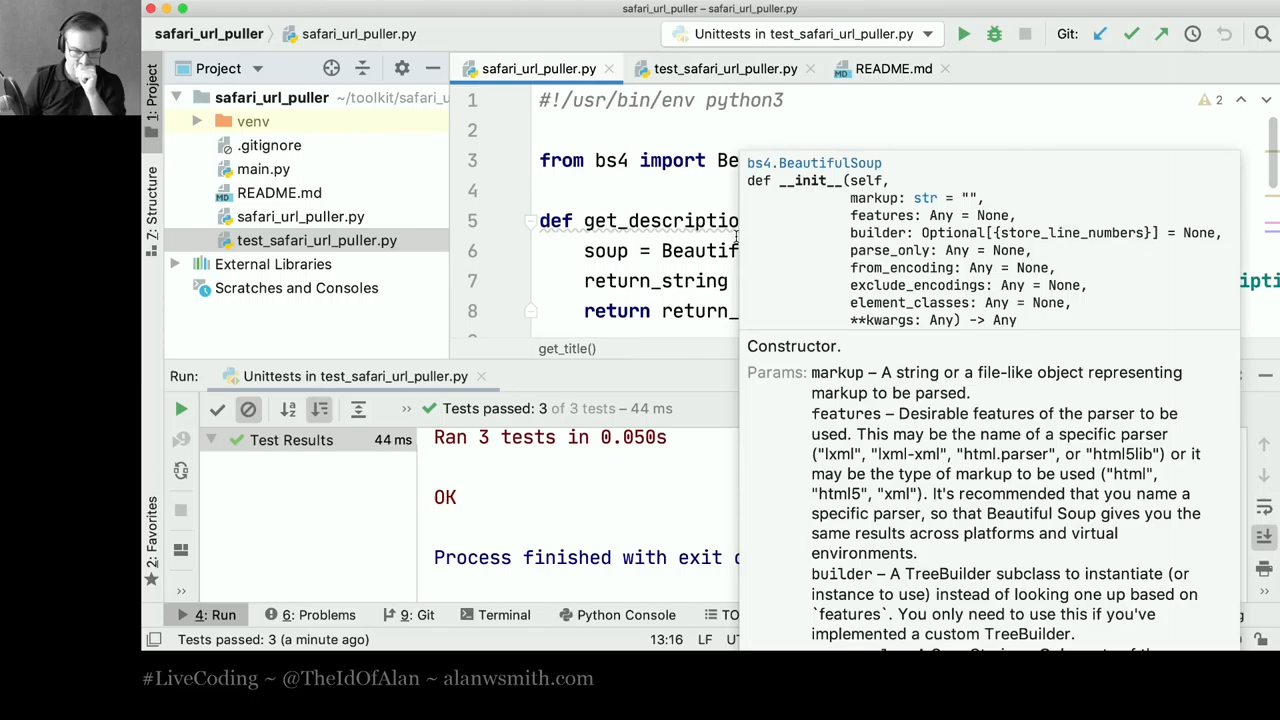 safari_url_puller – safari_url_puller.py
safari_url_puller safari_url_puller.py Unittests in test_safari_url_puller.py Git:
1: Project
Project
safari_url_puller.py test_safari_url_puller.py README.md
safari_url_puller ~/toolkit/safari_u
venv
.gitignore
main.py
README.md
safari_url_puller.py
test_safari_url_puller.py
External Libraries
Scratches and Consoles
7: Structure
1 #!/usr/bin/env python3
2
2
3 from bs4 import Be
4
5 def get_descriptio
6 soup = Beautif
7 return_string
8 return return_
get_title()
bs4.BeautifulSoup
def __init__(self,
markup: str = "",
features: Any = None,
builder: Optional[{store_line_numbers}] = None,
parse_only: Any = None,
from_encoding: Any = None,
exclude_encodings: Any = None,
element_classes: Any = None,
**kwargs: Any) -> Any
Constructor.
Params: markup – A string or a file-like object representing
markup to be parsed.
features – Desirable features of the parser to be
used. This may be the name of a specific parser
("lxml", "lxml-xml", "html.parser", or "html5lib") or it
may be the type of markup to be used ("html",
"html5", "xml"). It's recommended that you name a
specific parser, so that Beautiful Soup gives you the
same results across platforms and virtual
environments.
builder – A TreeBuilder subclass to instantiate (or
instance to use) instead of looking one up based on
`features`. You only need to use this if you've
implemented a custom TreeBuilder.
ipti
Run: Unittests in test_safari_url_puller.py
Tests passed: 3 of 3 tests – 44 ms
Test Results 44 ms
Ran 3 tests in 0.050s
OK
Process finished with exit c
2: Favorites
4: Run 6: Problems 9: Git Terminal Python Console TO
Tests passed: 3 (a minute ago) 13:16 LF UT
#LiveCoding ~ @TheIdOfAlan ~ alanwsmith.com